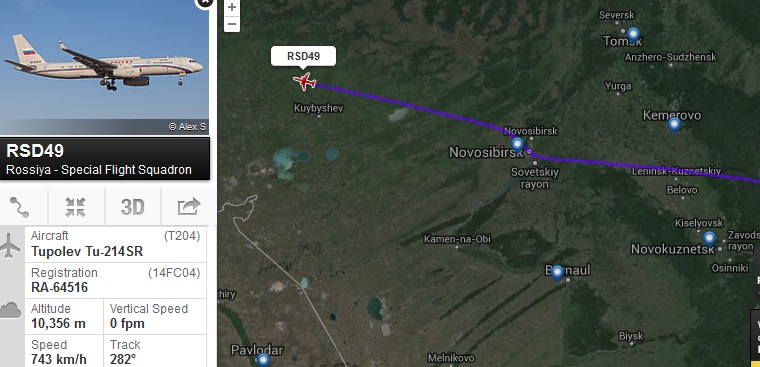 © Alex S
RSD49
Rossiya - Special Flight Squadron
3D
Aircraft (T204)
Tupolev Tu-214SR
Registration (14FC04)
RA-64516
Altitude Vertical Speed
10,356 m 0 fpm
Speed Track
743 km/h 282°
+
−
RSD49
Kuybyshev
Seversk
Tomsk
Anzhero-Sudzhensk
Yurga
Kemerovo
Novosibirsk
Novosibirsk
Sovetskiy
rayon
Leninsk-Kuznetskiy
Belovo
Kiselyovsk
Kamen-na-Obi
Novokuznetsk
rayon
Osinniki
Barnaul
Biysk
Pavlodar
Melnikovo